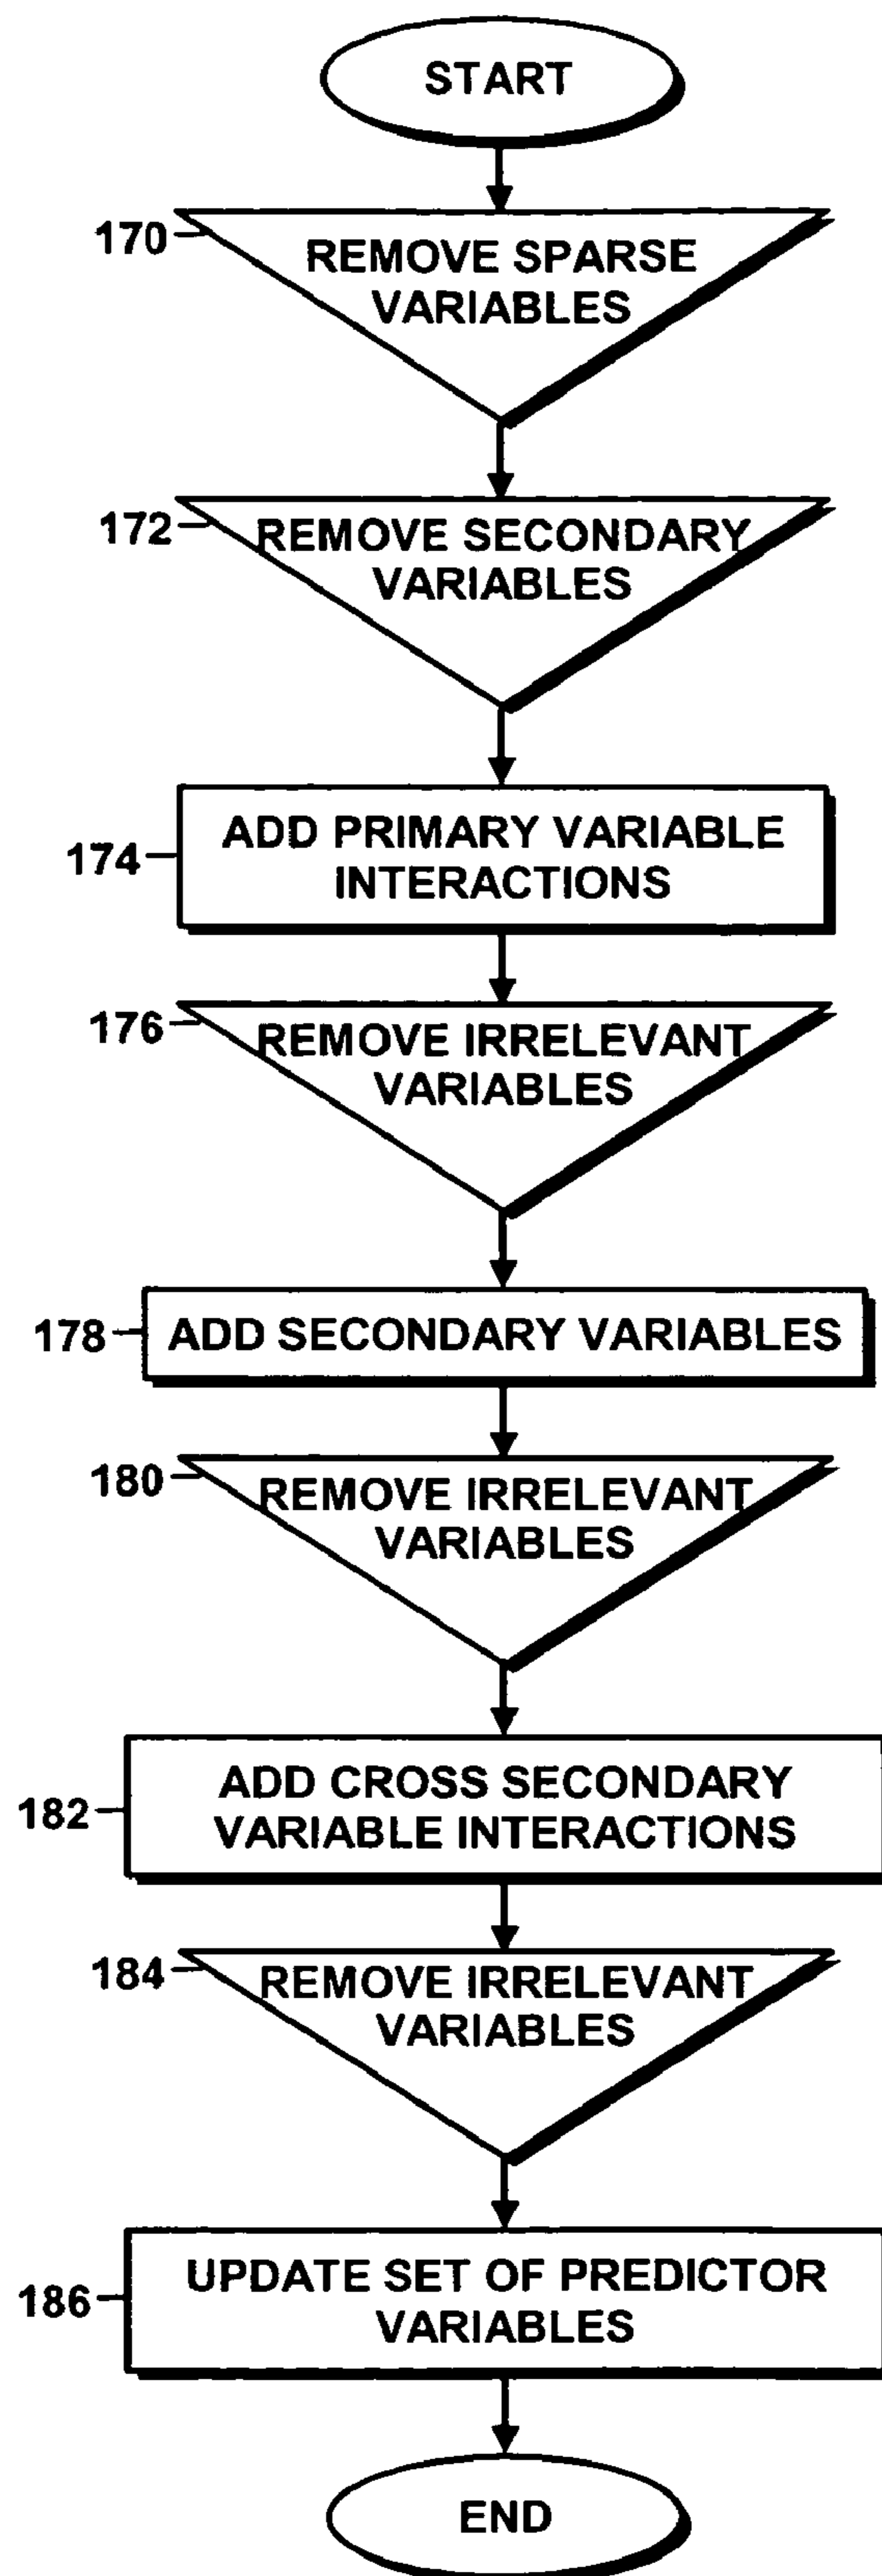 START
170
REMOVE SPARSE
VARIABLES
172
REMOVE SECONDARY
VARIABLES
174
ADD PRIMARY VARIABLE
INTERACTIONS
176
REMOVE IRRELEVANT
VARIABLES
178
ADD SECONDARY VARIABLES
180
REMOVE IRRELEVANT
VARIABLES
182
ADD CROSS SECONDARY
VARIABLE INTERACTIONS
184
REMOVE IRRELEVANT
VARIABLES
186
UPDATE SET OF PREDICTOR
VARIABLES
END